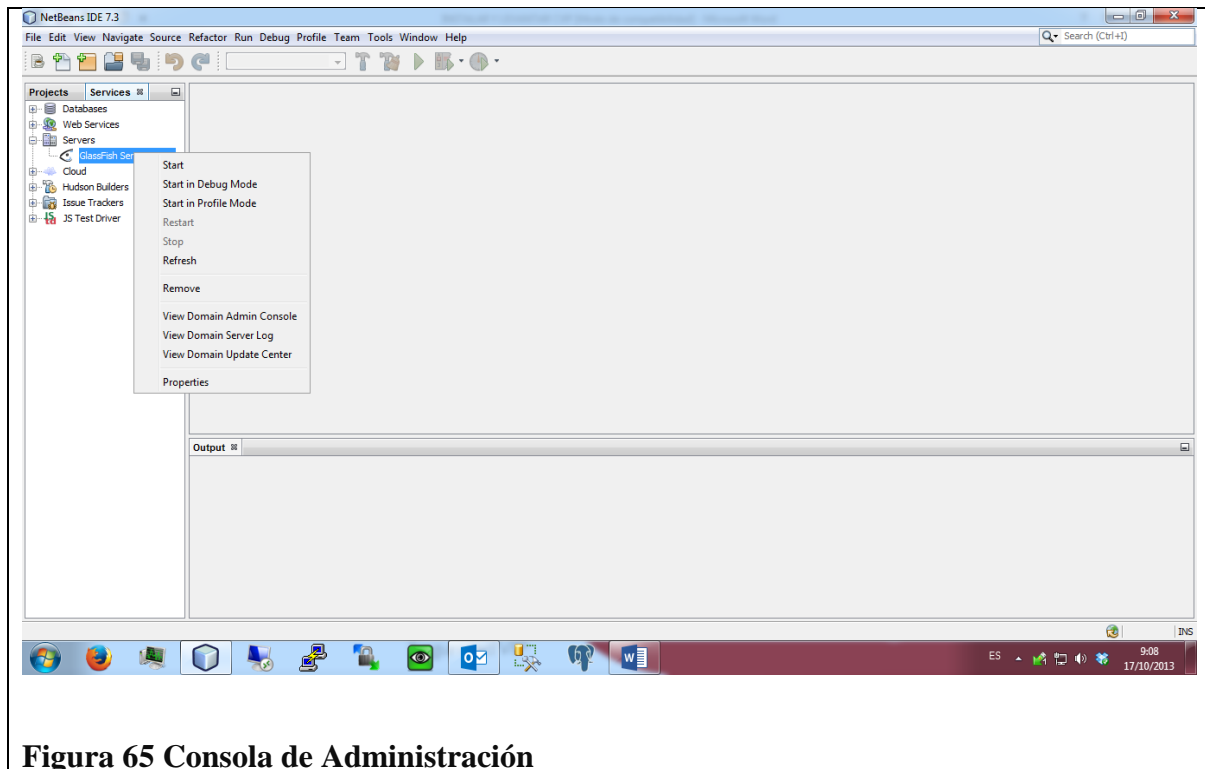 NetBeans IDE 7.3
File Edit View Navigate Source Refactor Run Debug Profile Team Tools Window Help
Search (Ctrl+I)
Projects Services
Databases
Web Services
Servers
GlassFish Ser
Cloud
Hudson Builders
Issue Trackers
JS Test Driver
Start
Start in Debug Mode
Start in Profile Mode
Restart
Stop
Refresh
Remove
View Domain Admin Console
View Domain Server Log
View Domain Update Center
Properties
Output
INS
ES
9:08
17/10/2013
Figura 65 Consola de Administración